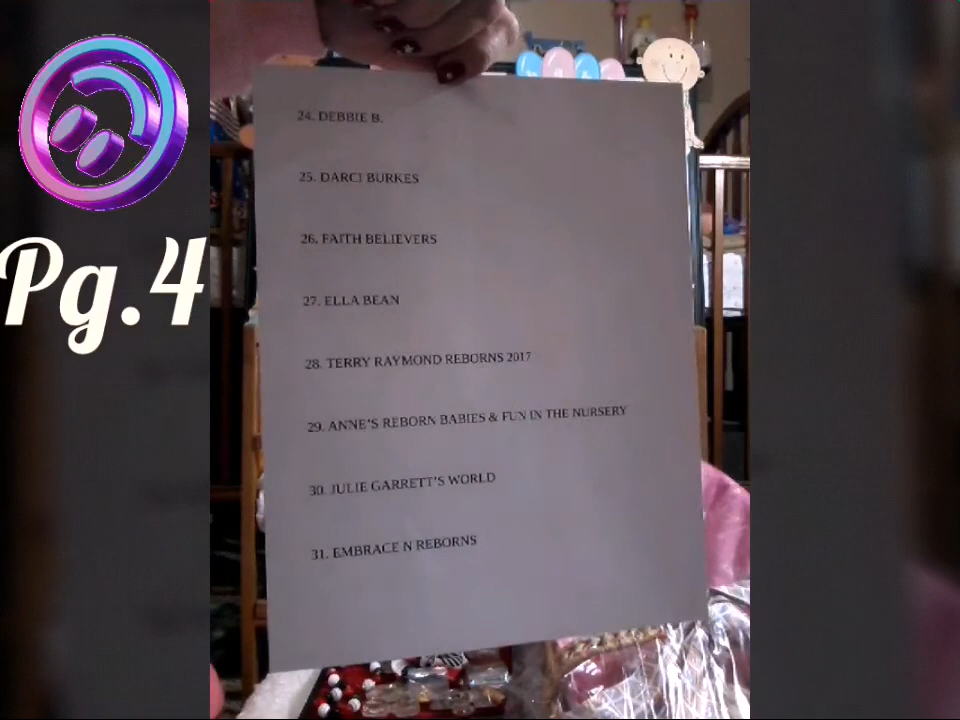 Pg.4
24. DEBBIE B.
25. DARCI BURKES
26. FAITH BELIEVERS
27. ELLA BEAN
28. TERRY RAYMOND REBORNS 2017
29. ANNE'S REBORN BABIES & FUN IN THE NURSERY
30. JULIE GARRETT'S WORLD
31. EMBRACE N REBORNS